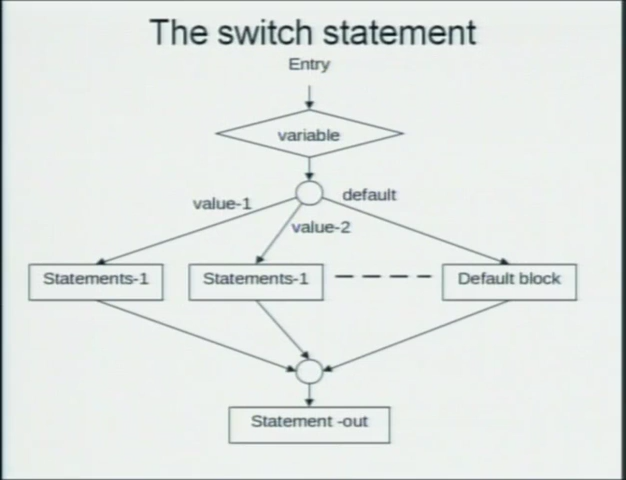 The switch statement
Entry
variable
value-1
default
value-2
Statements-1
Statements-1
Default block
Statement -out